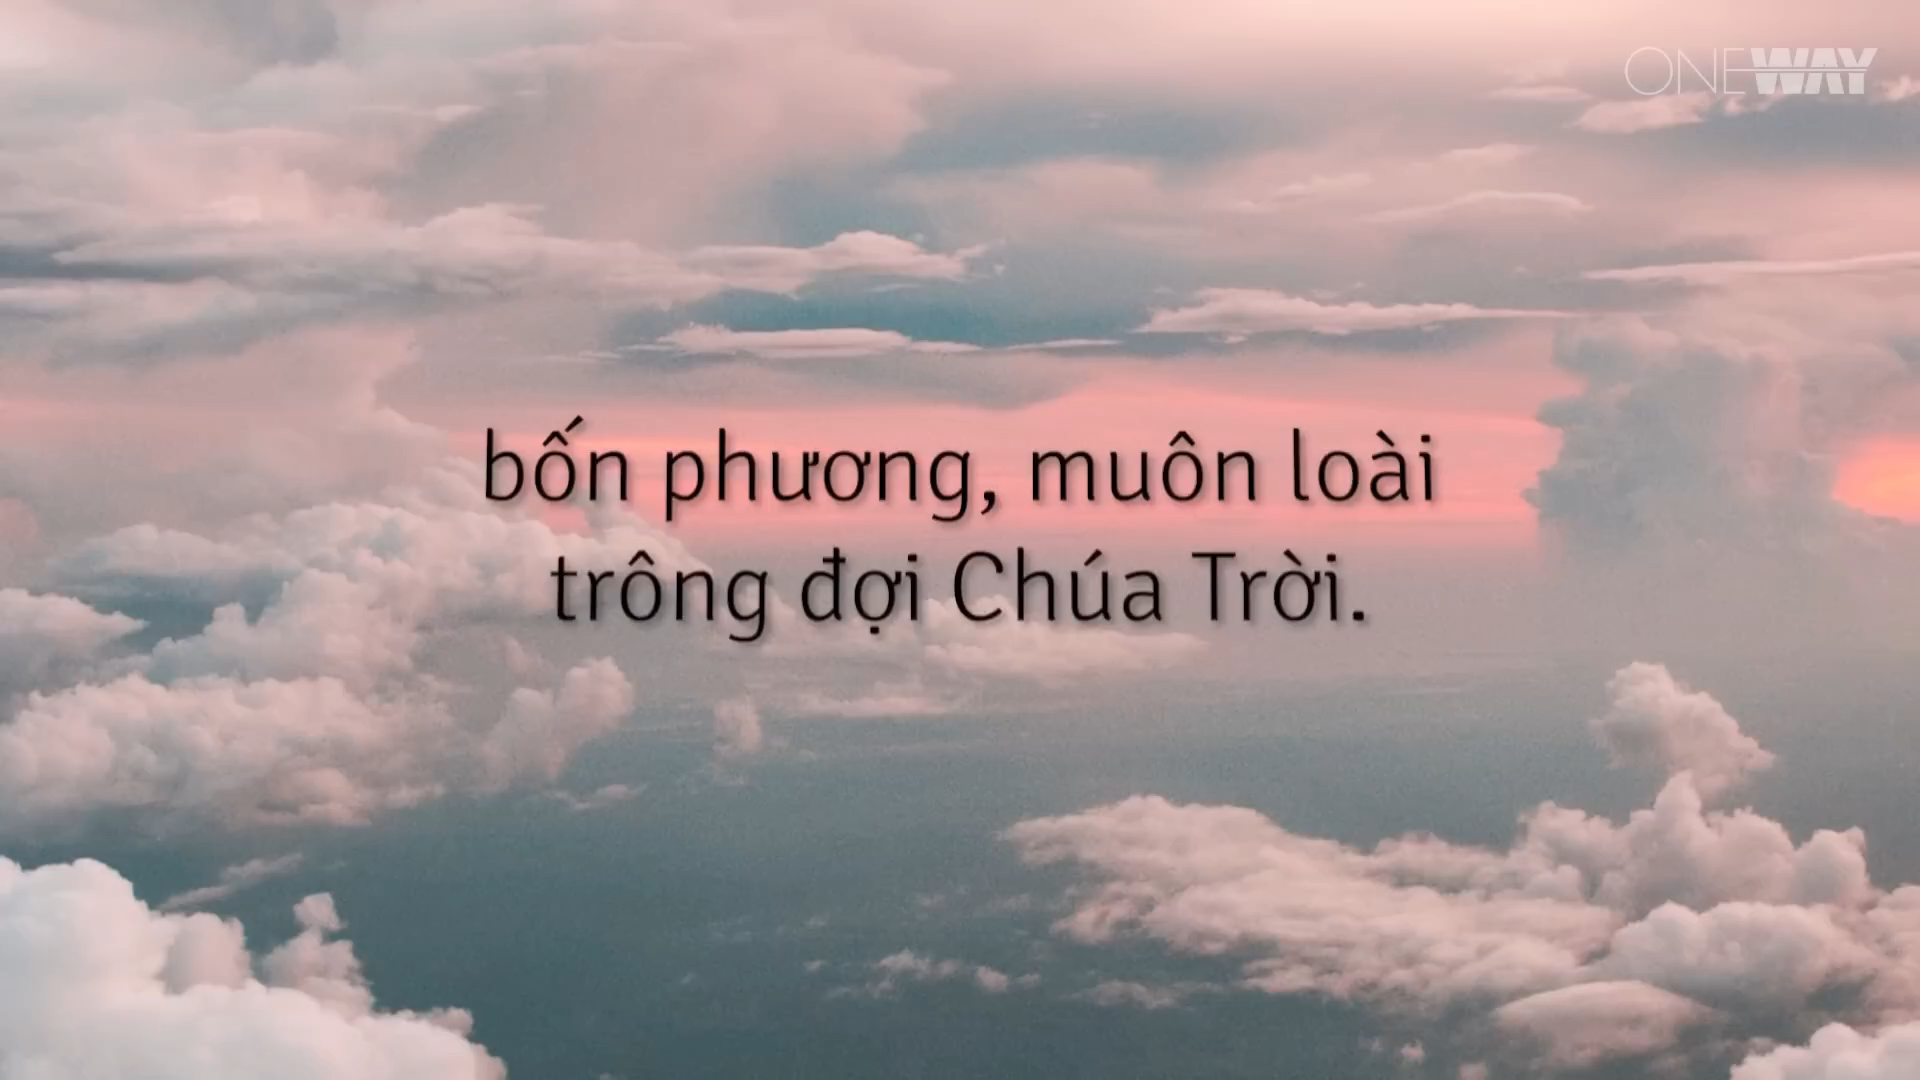 ONEWAY
bốn phương, muôn loài
trông đợi Chúa Trời.